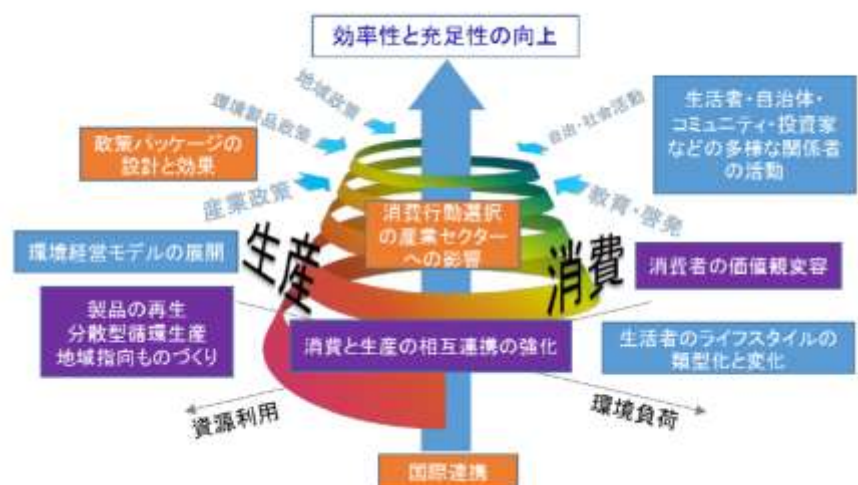 効率性と充足性の向上
地域政策
環境製品政策
産業政策
自治・社会活動
教育・啓発
政策パッケージの
設計と効果
生活者・自治体・
コミュニティ・投資家
などの多様な関係者
の活動
消費行動選択
の産業セクター
への影響
生産
消費
環境経営モデルの展開
消費者の価値観変容
製品の再生
分散型循環生産
地域指向ものづくり
消費と生産の相互連携の強化
生活者のライフスタイルの
類型化と変化
資源利用
環境負荷
国際連携